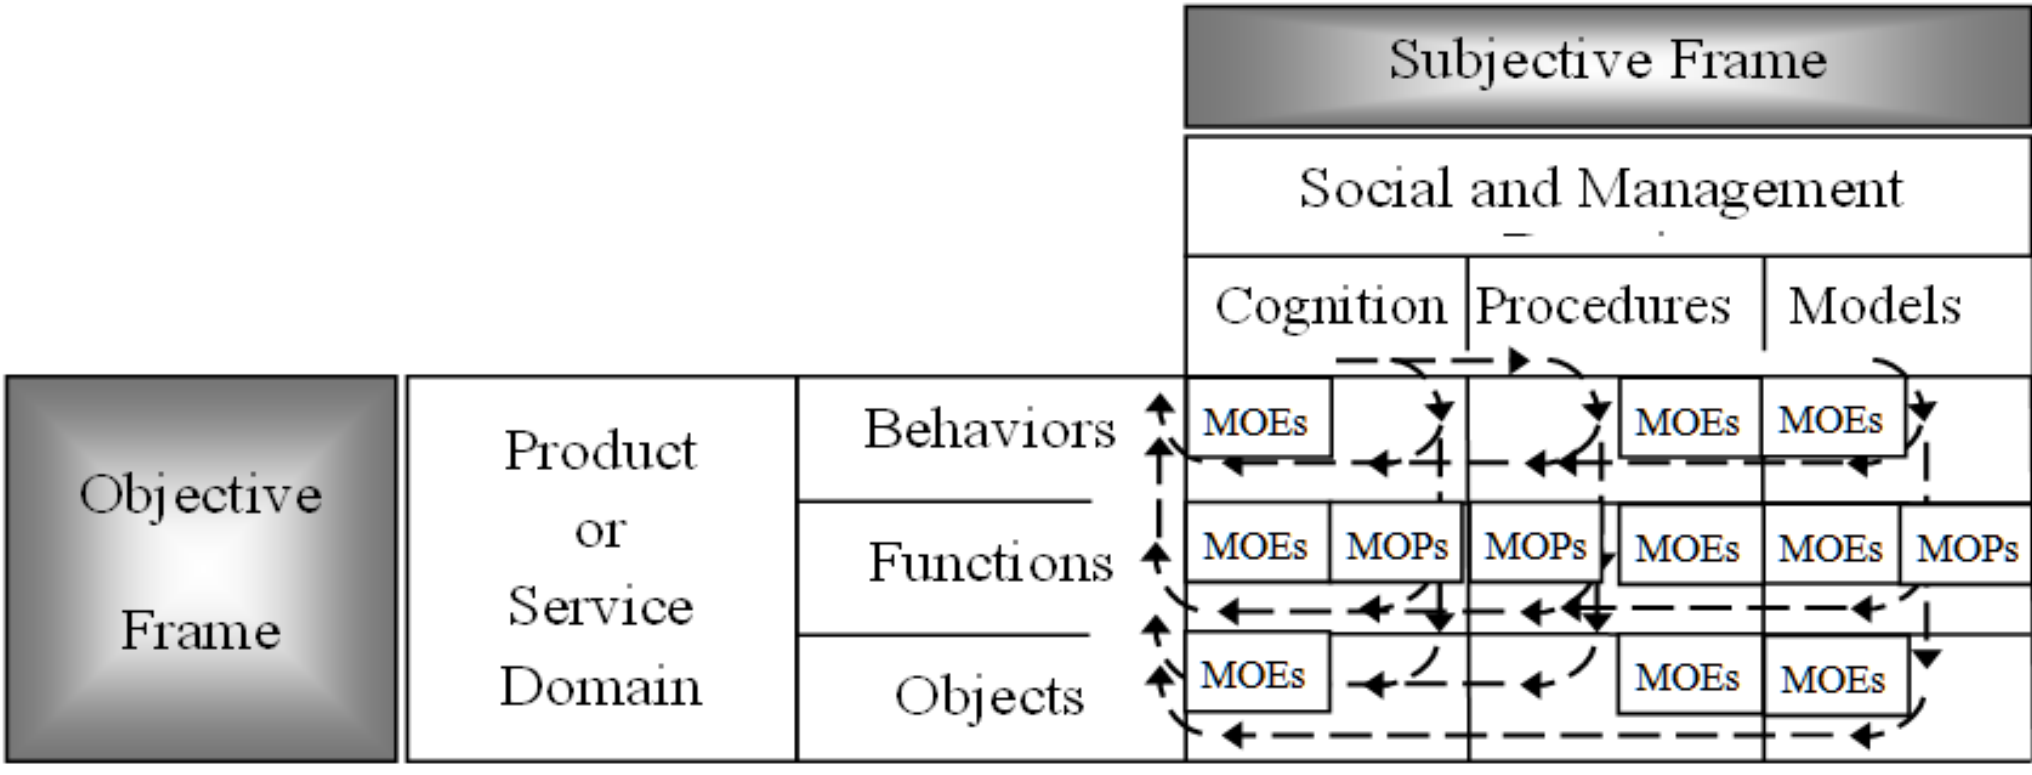 Subjective Frame
Social and Management
Cognition Procedures Models
Objective
Frame
Product
or
Service
Domain
Behaviors
MOEs MOEs MOEs
Functions
MOEs MOPs MOPs MOEs MOEs MOPs
Objects
MOEs MOEs MOEs